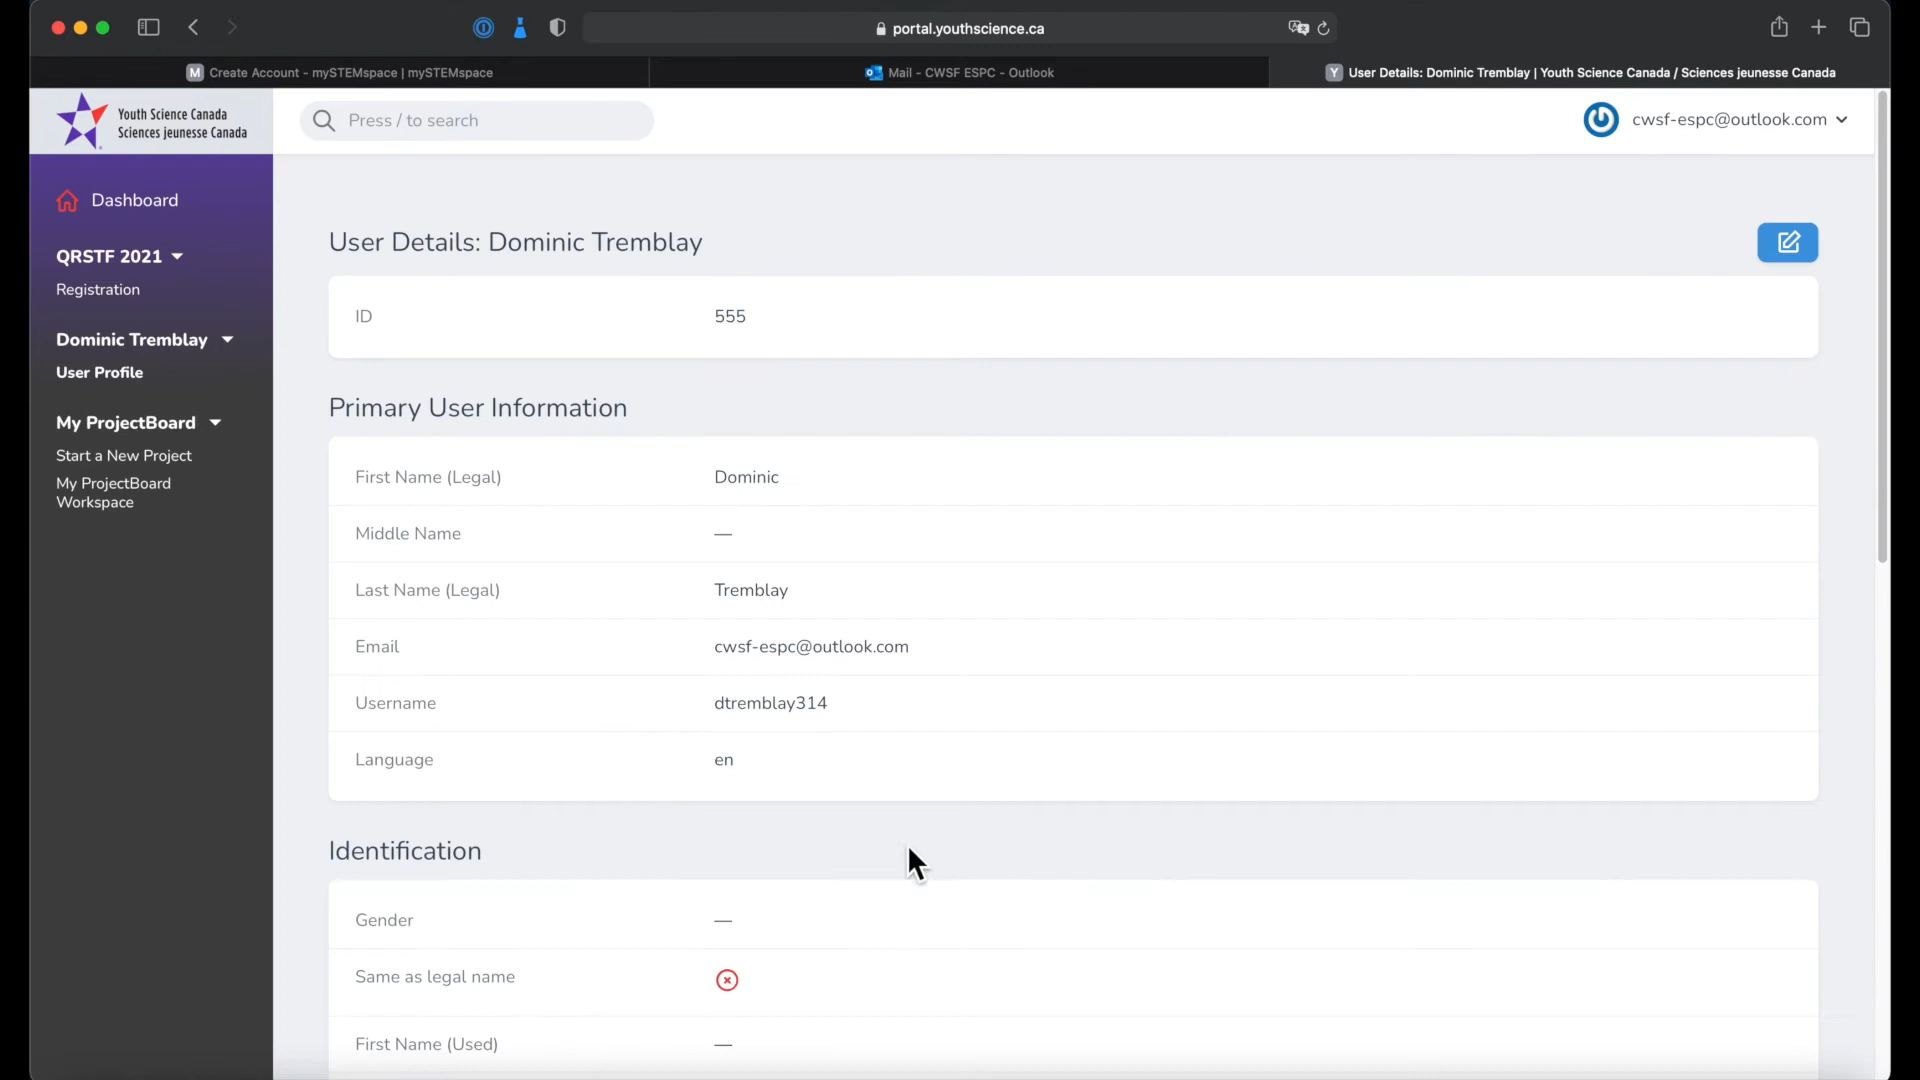 portal.youthscience.ca
M Create Account - mySTEMspace | mySTEMspace
Mail - CWSF ESPC - Outlook
Y User Details: Dominic Tremblay | Youth Science Canada / Sciences jeunesse Canada
Youth Science Canada
Sciences jeunesse Canada
Press / to search
cwsf-espc@outlook.com
Dashboard
QRSTF 2021
Registration
Dominic Tremblay
User Profile
My ProjectBoard
Start a New Project
My ProjectBoard
Workspace
User Details: Dominic Tremblay
ID 555
Primary User Information
First Name (Legal) Dominic
Middle Name —
Last Name (Legal) Tremblay
Email cwsf-espc@outlook.com
Username dtremblay314
Language en
Identification
Gender —
Same as legal name
First Name (Used) —